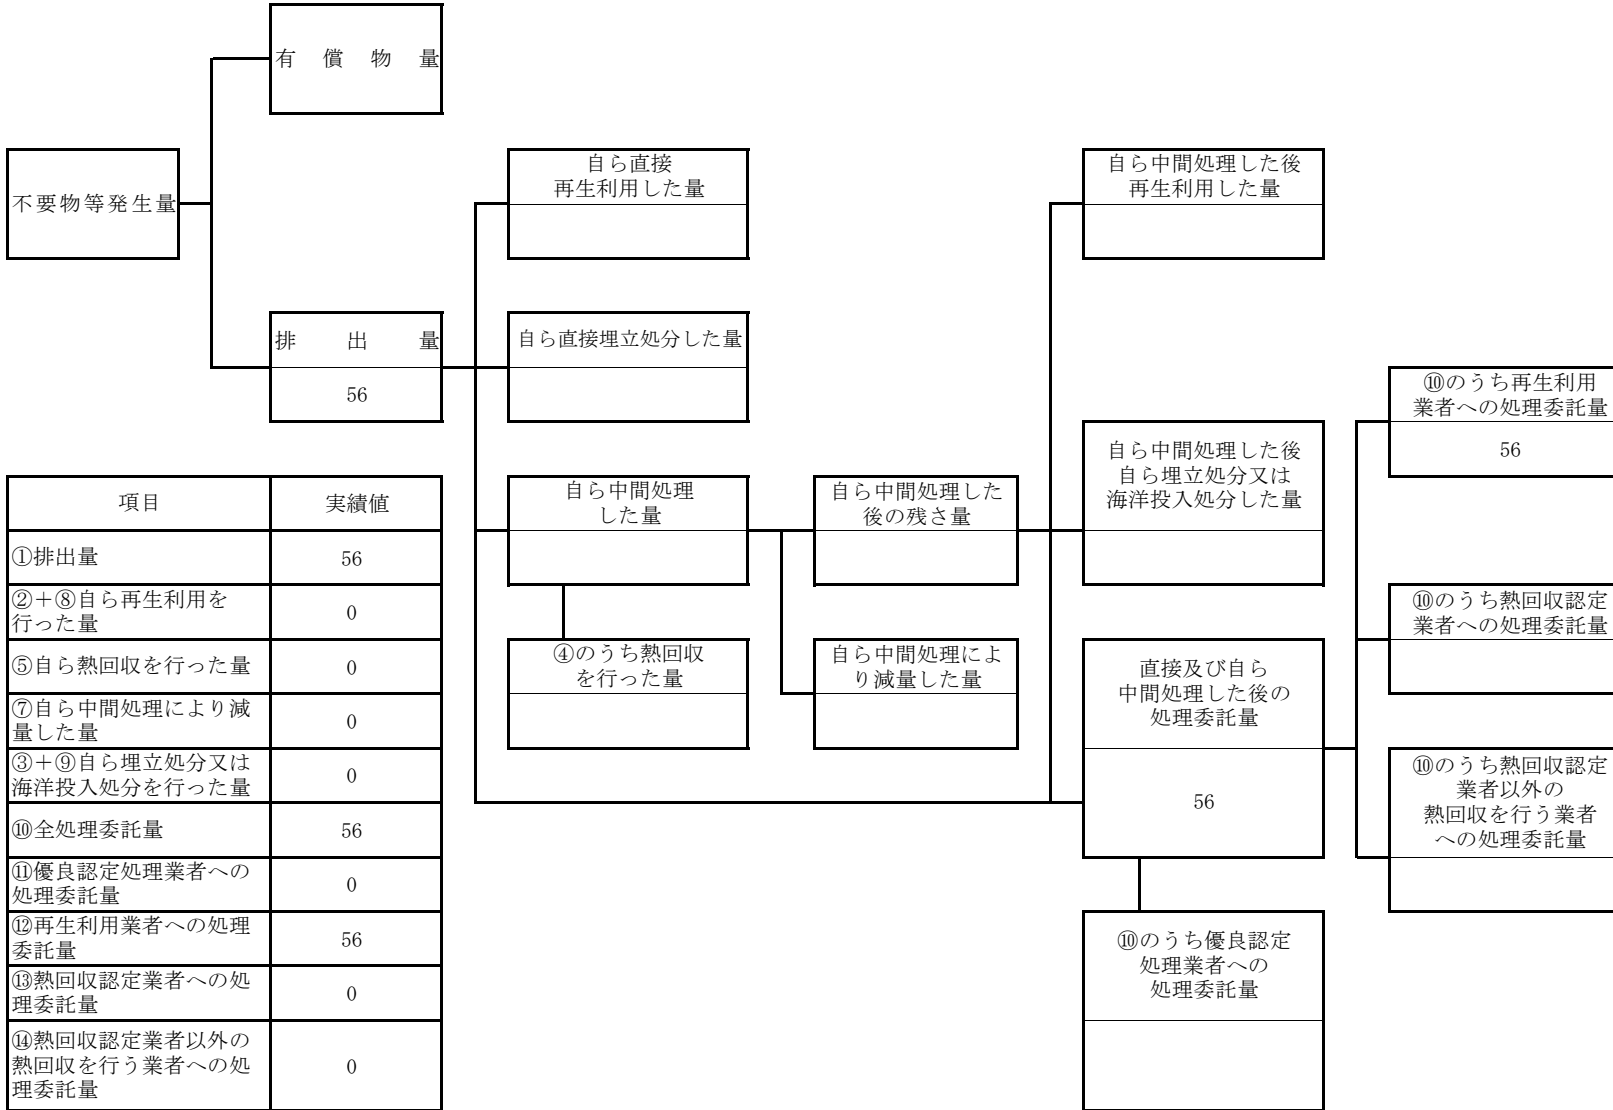 有償物量
不要物等発生量
排出量
56
自ら直接
再生利用した量
自ら直接埋立処分した量
自ら中間処理
した量
④のうち熱回収
を行った量
自ら中間処理した
後の残さ量
自ら中間処理によ
り減量した量
自ら中間処理した後
再生利用した量
自ら中間処理した後
自ら埋立処分又は
海洋投入処分した量
直接及び自ら
中間処理した後の
処理委託量
56
⑩のうち優良認定
処理業者への
処理委託量
⑩のうち再生利用
業者への処理委託量
56
⑩のうち熱回収認定
業者への処理委託量
⑩のうち熱回収認定
業者以外の
熱回収を行う業者
への処理委託量
項目 実績値
①排出量 56
②+⑧自ら再生利用を
行った量 0
⑤自ら熱回収を行った量 0
⑦自ら中間処理により減
量した量 0
③+⑨自ら埋立処分又は
海洋投入処分を行った量 0
⑩全処理委託量 56
⑪優良認定処理業者への
処理委託量 0
⑫再生利用業者への処理
委託量 56
⑬熱回収認定業者への処
理委託量 0
⑭熱回収認定業者以外の
熱回収を行う業者への処
理委託量 0